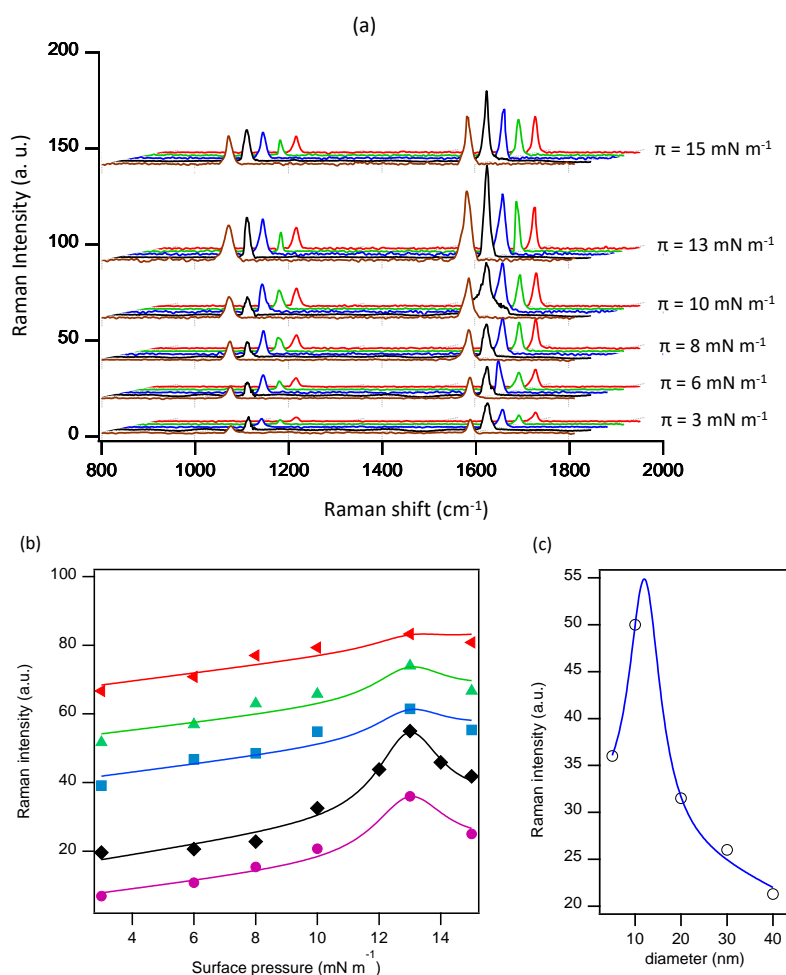 (a)
200
150
100
50
0
Raman Intensity (a. u.)
π = 15 mN m⁻¹
π = 13 mN m⁻¹
π = 10 mN m⁻¹
π = 8 mN m⁻¹
π = 6 mN m⁻¹
π = 3 mN m⁻¹
800 1000 1200 1400 1600 1800 2000
Raman shift (cm⁻¹)
(b)
100
80
60
40
20
Raman intensity (a.u.)
4 6 8 10 12 14
Surface pressure (mN m⁻¹)
(c)
55
50
45
40
35
30
25
20
Raman intensity (a.u.)
10 20 30 40
diameter (nm)